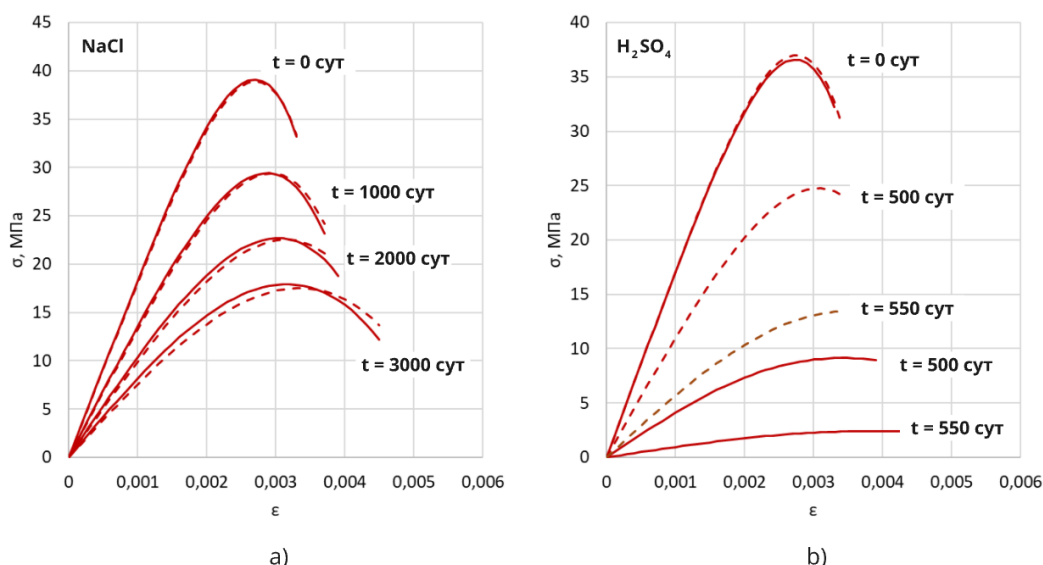 45
40
35
30
25
20
15
10
5
0
σ, МПа
NaCl
t = 0 сут
t = 1000 сут
t = 2000 сут
t = 3000 сут
0 0,001 0,002 0,003 0,004 0,005 0,006
ε
a)
40
35
30
25
20
15
10
5
0
σ, МПа
H₂SO₄
t = 0 сут
t = 500 сут
t = 550 сут
t = 500 сут
t = 550 сут
0 0,001 0,002 0,003 0,004 0,005 0,006
ε
b)